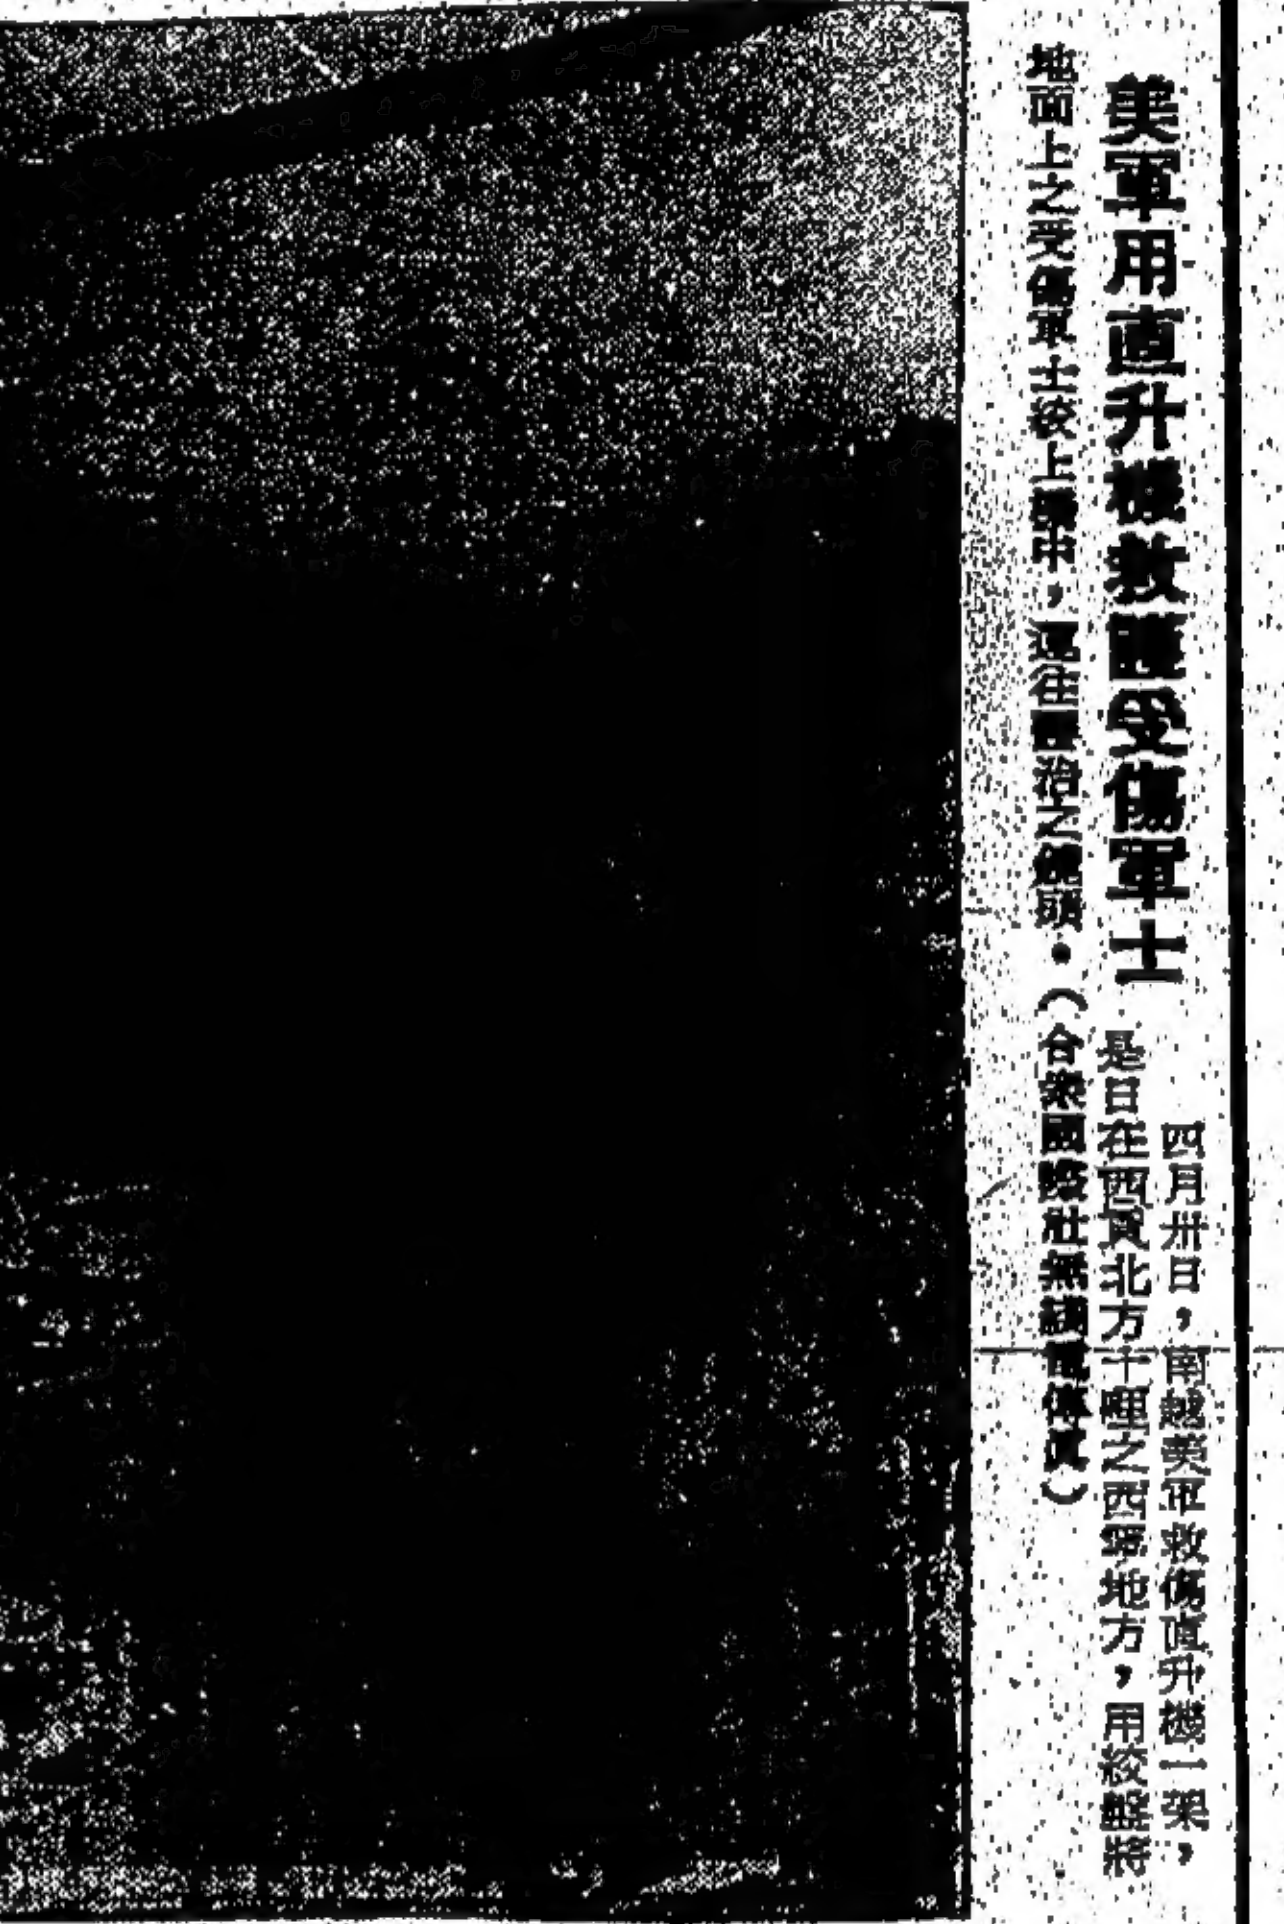 美軍用直升機救護受傷軍士
四月卅日，南越美軍救傷直升機一架，
是日在西貢北方十哩之西寧地方，用絞盤將
地面上之受傷軍士絞上機中，運往醫治之鏡頭。（合衆國際社無線電傳眞）